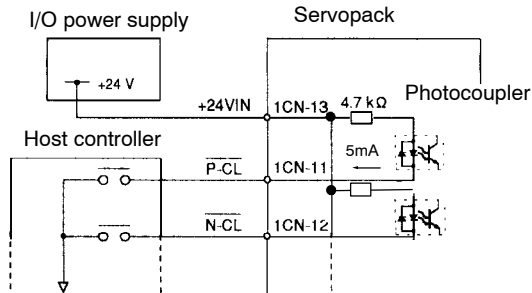 I/O power supply
Servopack
+24 V
Photocoupler
+24VIN
1CN-13
4.7 kΩ
Host controller
P-CL
1CN-11
5mA
N-CL
1CN-12